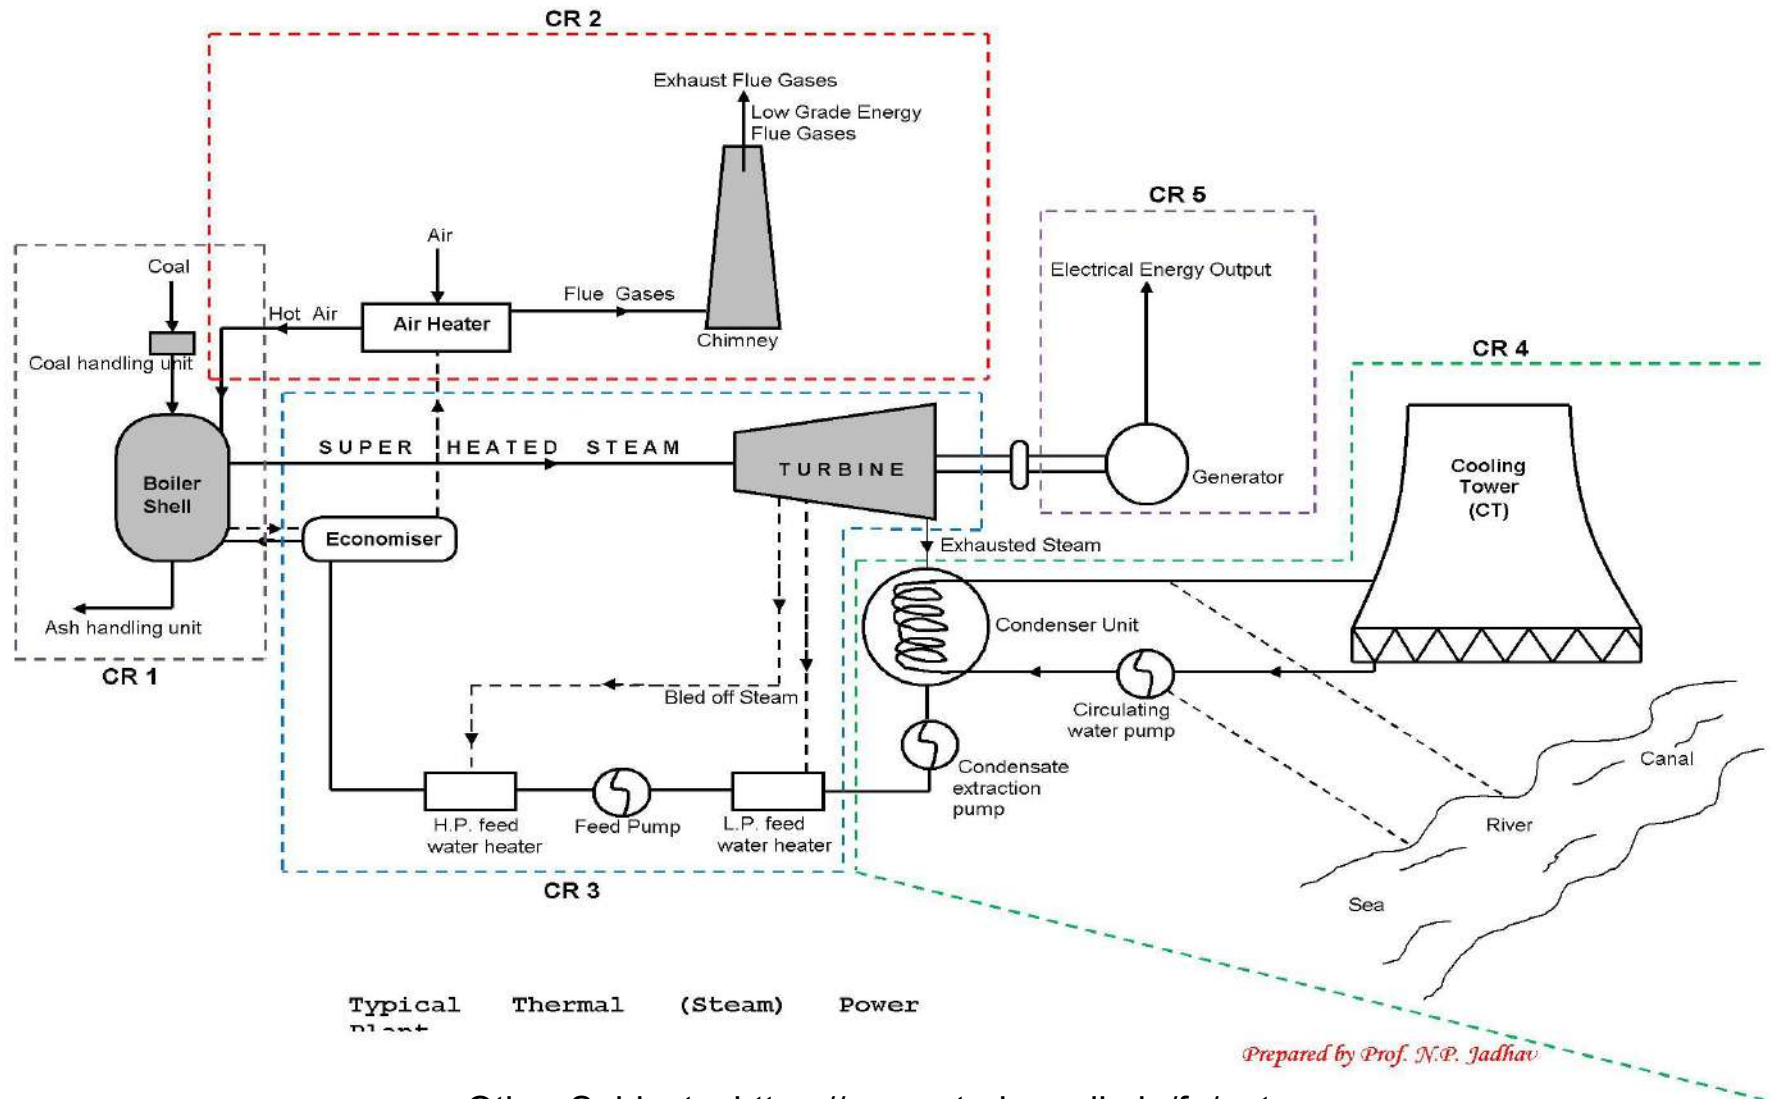 CR 2
Exhaust Flue Gases
Low Grade Energy
Flue Gases
CR 5
Air
Coal
Electrical Energy Output
Flue Gases
Hot Air
Air Heater
Chimney
CR 4
Coal handling unit
SUPER HEATED STEAM
TURBINE
Cooling
Tower
(CT)
Generator
Boiler
Shell
Economiser
Exhausted Steam
Ash handling unit
Condenser Unit
CR 1
Bled off Steam
Circulating
water pump
Condensate
extraction
pump
Canal
H.P. feed
water heater
Feed Pump
L.P. feed
water heater
River
CR 3
Sea
Typical Thermal (Steam) Power
Plant
Prepared by Prof. N.P. Jadhav